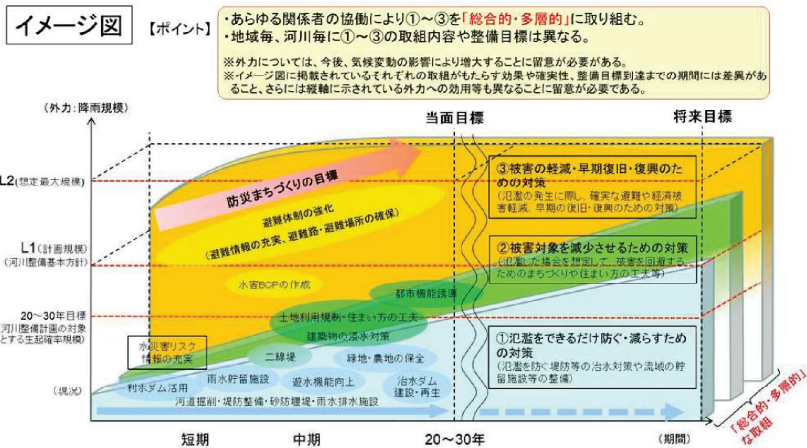 イメージ図
【ポイント】
・あらゆる関係者の協働により①～③を「総合的・多層的」に取り組む。
・地域毎、河川毎に①～③の取組内容や整備目標は異なる。
※外力については、今後、気候変動の影響により増大することに留意が必要がある。
※イメージ図に掲載されているそれぞれの取組がもたらす効果や確実性、整備目標到達までの期間には差異があ
ること、さらには縦軸に示されている外力への効用等も異なることに留意が必要である。
(外力：降雨規模)
当面目標
将来目標
L2(想定最大規模)
防災まちづくりの目標
避難体制の強化
(避難情報の充実、避難路・避難場所の確保)
③被害の軽減・早期復旧・復興のた
めの対策
(氾濫の発生に際し、確実な避難や経済被
害軽減、早期の復旧・復興のための対策)
L1(計画規模)
(河川整備基本方針)
②被害対象を減少させるための対策
(氾濫した場合を想定して、被害を回避する
ためのまちづくりや住まい方の工夫等)
水害BCPの作成
都市機能誘導
20～30年目標
(河川整備計画の対象
とする生起確率規模)
土地利用規制・住まい方の工夫
建築物の浸水対策
水災害リスク
情報の充実
①氾濫をできるだけ防ぐ・減らすため
の対策
(氾濫を防ぐ堤防等の治水対策や流域の貯
留施設等の整備)
二線堤
緑地・農地の保全
(現況)
利水ダム活用
雨水貯留施設
遊水機能向上
治水ダム
建設・再生
河道掘削・堤防整備・砂防堰堤・雨水排水施設
短期
中期
20～30年
(期間)
「総合的・多層的」
な取組